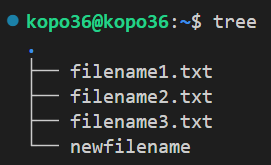 kopo36@kopo36:~$ tree
.
├── filename1.txt
├── filename2.txt
├── filename3.txt
└── newfilename